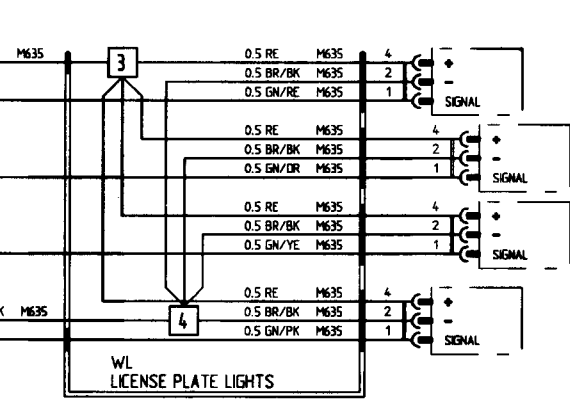 M635 3 0.5 RE M635 4 +
0.5 BR/BK M635 2 -
0.5 GN/RE M635 1 SIGNAL
0.5 RE M635 4 +
0.5 BR/BK M635 2 -
0.5 GN/OR M635 1 SIGNAL
0.5 RE M635 4 +
0.5 BR/BK M635 2 -
0.5 GN/YE M635 1 SIGNAL
0.5 RE M635 4 +
K M635 4 0.5 BR/BK M635 2 -
0.5 GN/PK M635 1 SIGNAL
WL
LICENSE PLATE LIGHTS